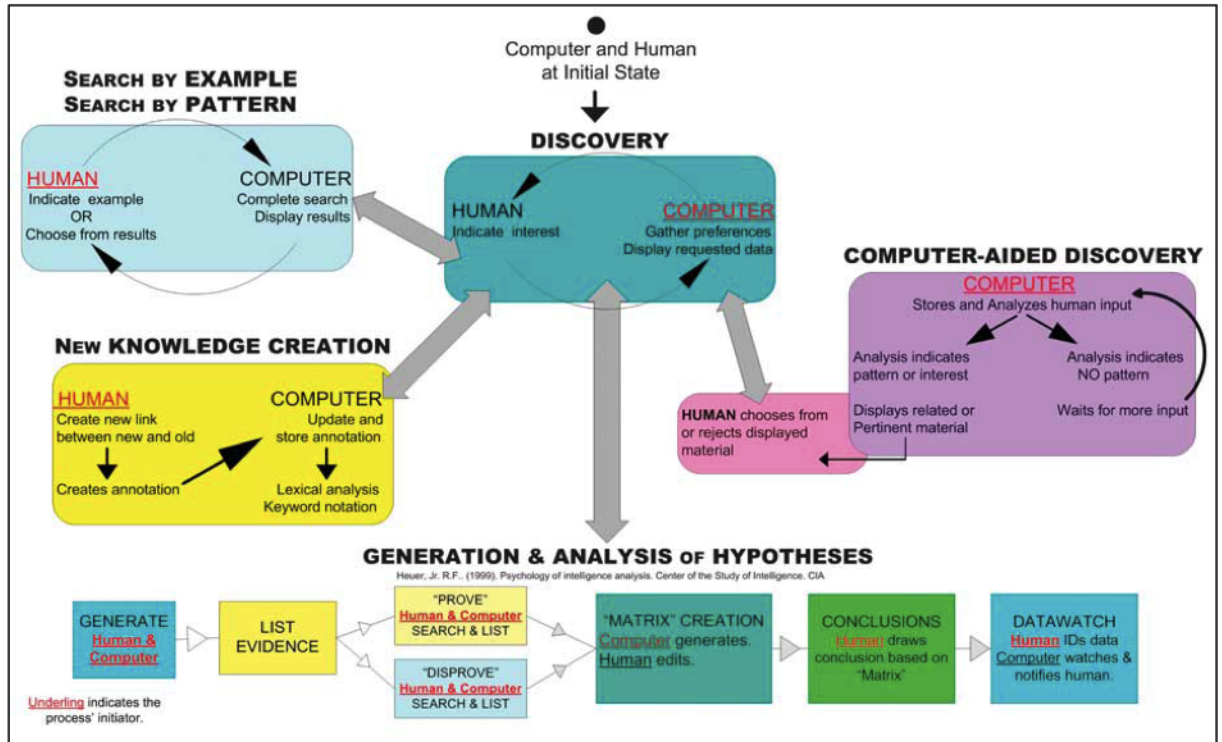 Computer and Human
at Initial State
SEARCH BY EXAMPLE
SEARCH BY PATTERN
HUMAN
Indicate example
OR
Choose from results
COMPUTER
Complete search
Display results
DISCOVERY
HUMAN
Indicate interest
COMPUTER
Gather preferences
Display requested data
COMPUTER-AIDED DISCOVERY
COMPUTER
Stores and Analyzes human input
Analysis indicates
pattern or interest
Analysis indicates
NO pattern
Displays related or
Pertinent material
Waits for more input
HUMAN chooses from
or rejects displayed
material
NEW KNOWLEDGE CREATION
HUMAN
Create new link
between new and old
Creates annotation
COMPUTER
Update and
store annotation
Lexical analysis
Keyword notation
GENERATION & ANALYSIS OF HYPOTHESES
Heuer, Jr. R.F.. (1999). Psychology of intelligence analysis. Center of the Study of Intelligence. CIA
GENERATE
Human &
Computer
LIST
EVIDENCE
"PROVE"
Human & Computer
SEARCH & LIST
"DISPROVE"
Human & Computer
SEARCH & LIST
"MATRIX" CREATION
Computer generates.
Human edits.
CONCLUSIONS
Human draws
conclusion based on
"Matrix"
DATAWATCH
Human IDs data
Computer watches &
notifies human.
Underling indicates the
process' initiator.